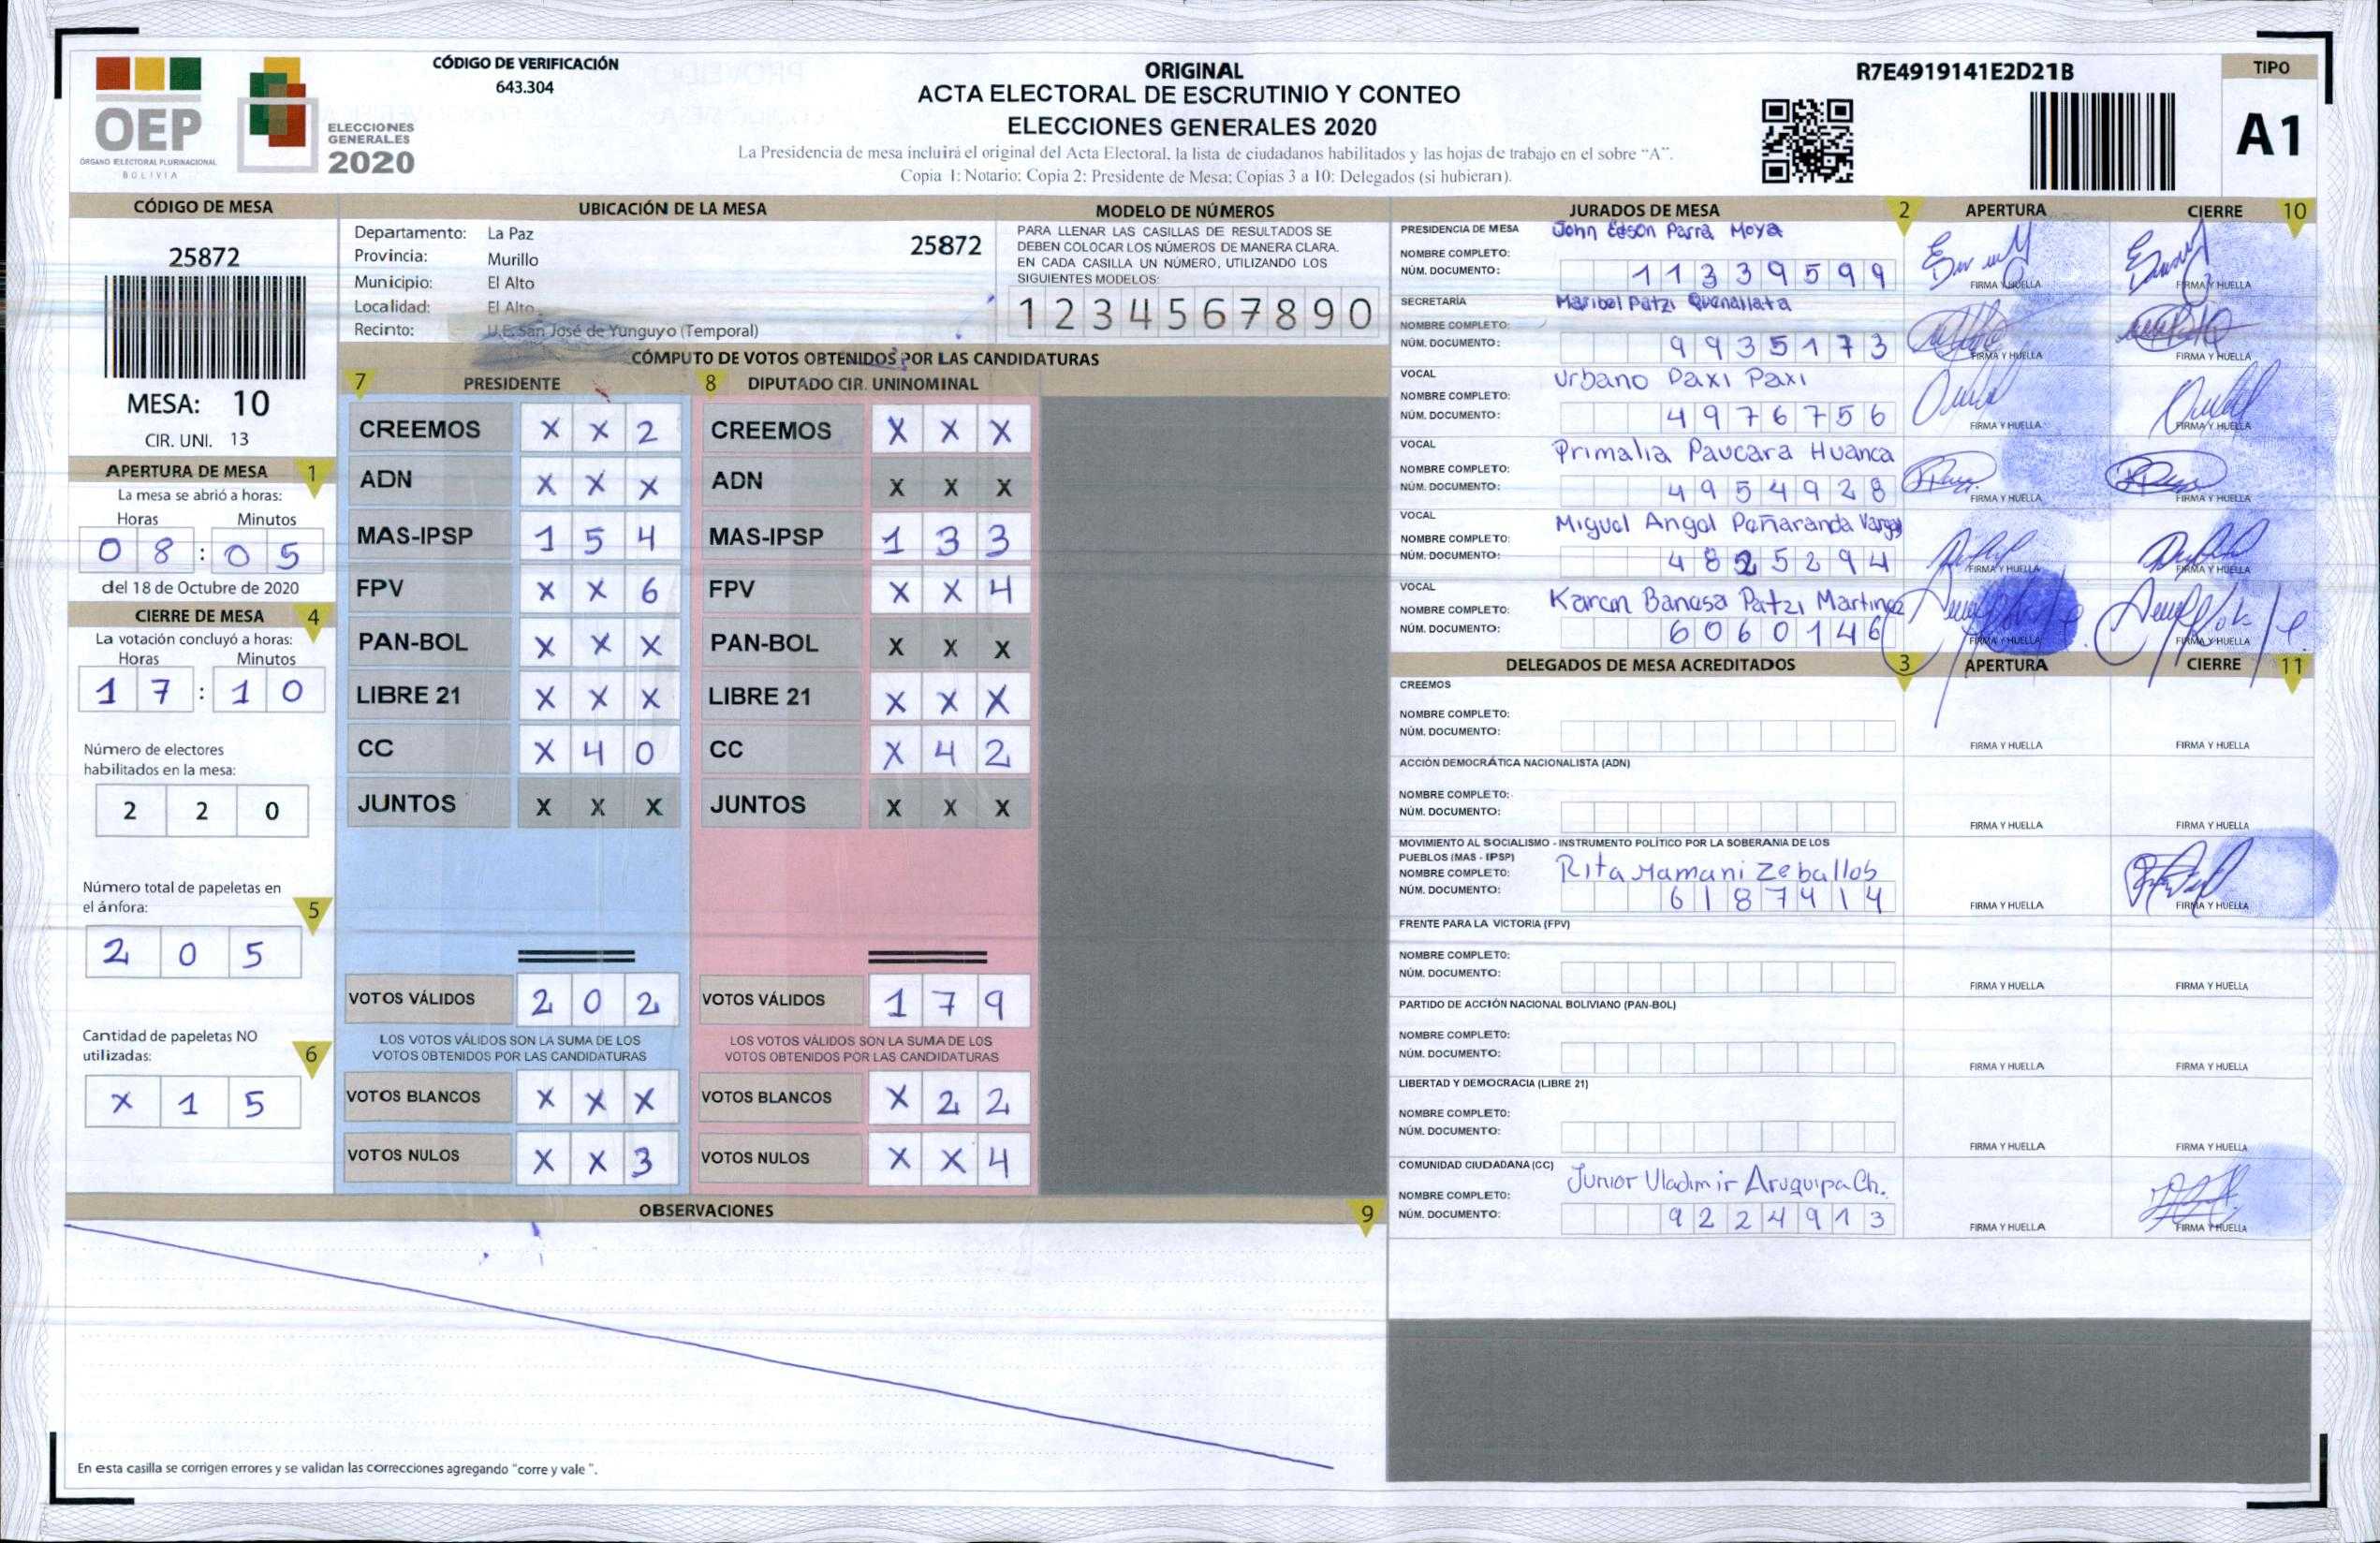 OEP
ÓRGANO ELECTORAL PLURINACIONAL
BOLIVIA
ELECCIONES
GENERALES
2020
CÓDIGO DE VERIFICACIÓN
643.304
ORIGINAL
ACTA ELECTORAL DE ESCRUTINIO Y CONTEO
ELECCIONES GENERALES 2020
La Presidencia de mesa incluirá el original del Acta Electoral, la lista de ciudadanos habilitados y las hojas de trabajo en el sobre “A”.
Copia 1: Notario; Copia 2: Presidente de Mesa; Copias 3 a 10: Delegados (si hubieran).
R7E4919141E2D21B
TIPO
A1
CÓDIGO DE MESA
25872
MESA: 10
CIR. UNI. 13
APERTURA DE MESA 1
La mesa se abrió a horas:
Horas Minutos
0 8 : 0 5
del 18 de Octubre de 2020
CIERRE DE MESA 4
La votación concluyó a horas:
Horas Minutos
1 7 : 1 0
Número de electores
habilitados en la mesa:
2 2 0
Número total de papeletas en
el ánfora: 5
2 0 5
Cantidad de papeletas NO
utilizadas: 6
X 1 5
UBICACIÓN DE LA MESA
Departamento: La Paz
25872
Provincia: Murillo
Municipio: El Alto
Localidad: El Alto
Recinto: U.E. San José de Yunguyo (Temporal)
MODELO DE NÚMEROS
PARA LLENAR LAS CASILLAS DE RESULTADOS SE
DEBEN COLOCAR LOS NÚMEROS DE MANERA CLARA.
EN CADA CASILLA UN NÚMERO, UTILIZANDO LOS
SIGUIENTES MODELOS:
1 2 3 4 5 6 7 8 9 0
CÓMPUTO DE VOTOS OBTENIDOS POR LAS CANDIDATURAS
7 PRESIDENTE 8 DIPUTADO CIR. UNINOMINAL
CREEMOS X X 2 CREEMOS X X X
ADN X X X ADN X X X
MAS-IPSP 1 5 4 MAS-IPSP 1 3 3
FPV X X 6 FPV X X 4
PAN-BOL X X X PAN-BOL X X X
LIBRE 21 X X X LIBRE 21 X X X
CC X 4 0 CC X 4 2
JUNTOS X X X JUNTOS X X X
VOTOS VÁLIDOS 2 0 2 VOTOS VÁLIDOS 1 7 9
LOS VOTOS VÁLIDOS SON LA SUMA DE LOS LOS VOTOS VÁLIDOS SON LA SUMA DE LOS
VOTOS OBTENIDOS POR LAS CANDIDATURAS VOTOS OBTENIDOS POR LAS CANDIDATURAS
VOTOS BLANCOS X X X VOTOS BLANCOS X 2 2
VOTOS NULOS X X 3 VOTOS NULOS X X 4
OBSERVACIONES 9
En esta casilla se corrigen errores y se validan las correcciones agregando “corre y vale ”.
JURADOS DE MESA 2 APERTURA CIERRE 10
PRESIDENCIA DE MESA John Edson Parra Moya
NOMBRE COMPLETO:
NÚM. DOCUMENTO: 1 1 3 3 9 5 9 9 FIRMA Y HUELLA FIRMA Y HUELLA
SECRETARÍA Maribel Patzi Quenallata
NOMBRE COMPLETO:
NÚM. DOCUMENTO: 9 9 3 5 1 7 3 FIRMA Y HUELLA FIRMA Y HUELLA
VOCAL Urbano Paxi Paxi
NOMBRE COMPLETO:
NÚM. DOCUMENTO: 4 9 7 6 7 5 6 FIRMA Y HUELLA FIRMA Y HUELLA
VOCAL Primalia Paucara Huanca
NOMBRE COMPLETO:
NÚM. DOCUMENTO: 4 9 5 4 9 2 8 FIRMA Y HUELLA FIRMA Y HUELLA
VOCAL Miguel Angel Peñaranda Vargas
NOMBRE COMPLETO:
NÚM. DOCUMENTO: 4 8 2 5 2 9 4 FIRMA Y HUELLA FIRMA Y HUELLA
VOCAL Karen Banesa Patzi Martinez
NOMBRE COMPLETO:
NÚM. DOCUMENTO: 6 0 6 0 1 4 6 FIRMA Y HUELLA FIRMA Y HUELLA
DELEGADOS DE MESA ACREDITADOS 3 APERTURA CIERRE 11
CREEMOS
NOMBRE COMPLETO:
NÚM. DOCUMENTO: FIRMA Y HUELLA FIRMA Y HUELLA
ACCIÓN DEMOCRÁTICA NACIONALISTA (ADN)
NOMBRE COMPLETO:
NÚM. DOCUMENTO: FIRMA Y HUELLA FIRMA Y HUELLA
MOVIMIENTO AL SOCIALISMO - INSTRUMENTO POLÍTICO POR LA SOBERANIA DE LOS
PUEBLOS (MAS - IPSP)
NOMBRE COMPLETO: Rita Mamani Zeballos
NÚM. DOCUMENTO: 6 1 8 7 4 1 4 FIRMA Y HUELLA FIRMA Y HUELLA
FRENTE PARA LA VICTORIA (FPV)
NOMBRE COMPLETO:
NÚM. DOCUMENTO: FIRMA Y HUELLA FIRMA Y HUELLA
PARTIDO DE ACCIÓN NACIONAL BOLIVIANO (PAN-BOL)
NOMBRE COMPLETO:
NÚM. DOCUMENTO: FIRMA Y HUELLA FIRMA Y HUELLA
LIBERTAD Y DEMOCRACIA (LIBRE 21)
NOMBRE COMPLETO:
NÚM. DOCUMENTO: FIRMA Y HUELLA FIRMA Y HUELLA
COMUNIDAD CIUDADANA (CC) Junior Vladimir Aruquipa Ch.
NOMBRE COMPLETO:
NÚM. DOCUMENTO: 9 2 2 4 9 1 3 FIRMA Y HUELLA FIRMA Y HUELLA